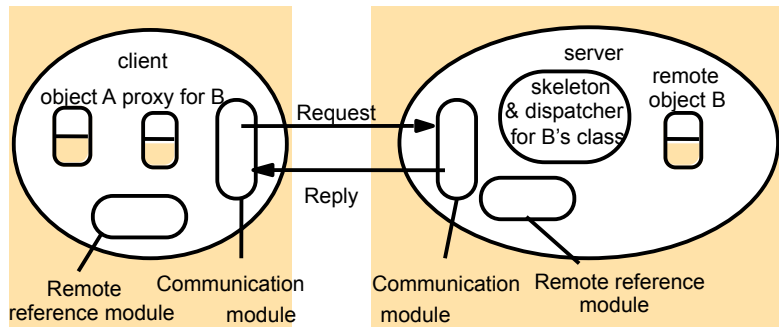 client
object A proxy for B
Request
Reply
server
skeleton
& dispatcher
for B's class
remote
object B
Remote
reference module
Communication
module
Communication
module
Remote reference
module